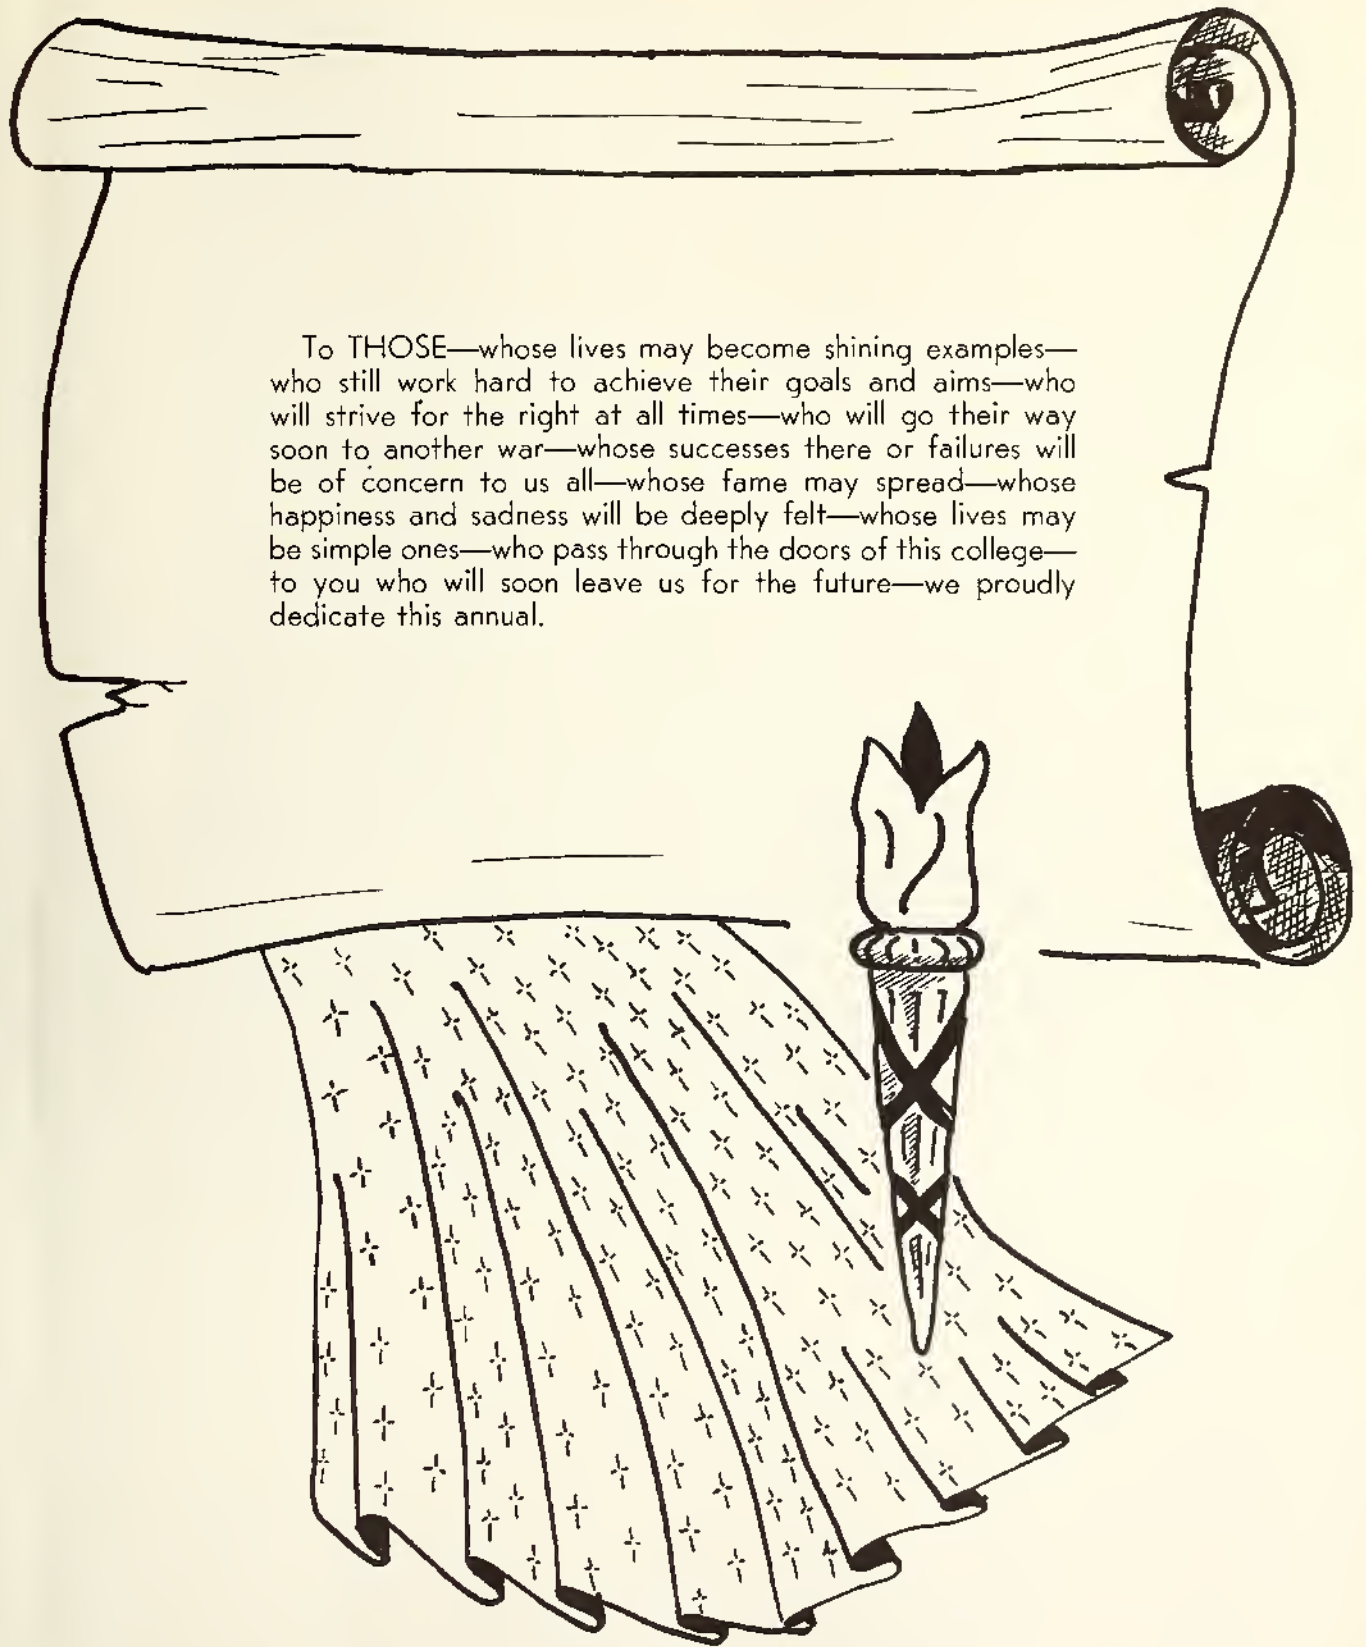 To THOSE—whose lives may become shining examples—
who still work hard to achieve their goals and aims—who
will strive for the right at all times—who will go their way
soon to another war—whose successes there or failures will
be of concern to us all—whose fame may spread—whose
happiness and sadness will be deeply felt—whose lives may
be simple ones—who pass through the doors of this college—
to you who will soon leave us for the future—we proudly
dedicate this annual.